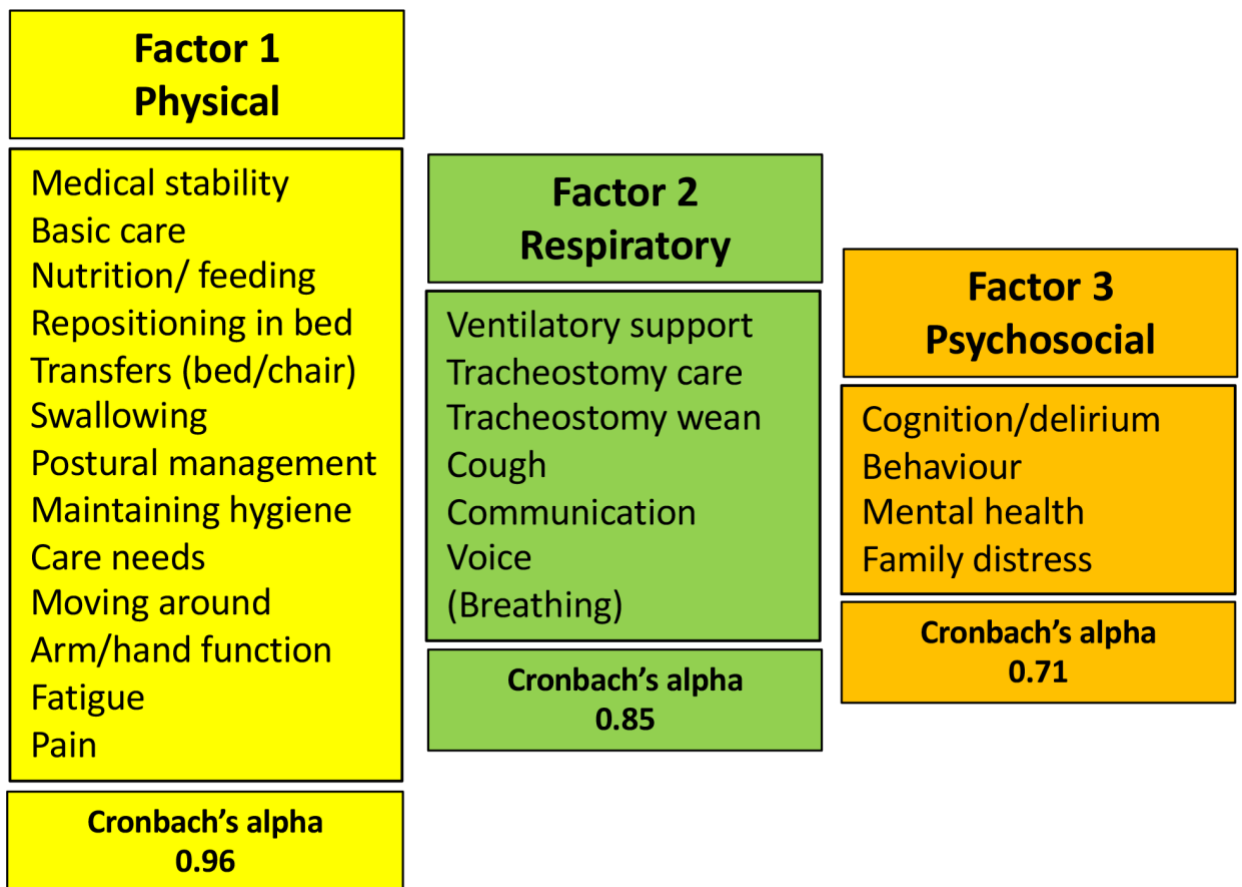 Factor 1
Physical
Medical stability
Basic care
Nutrition/ feeding
Repositioning in bed
Transfers (bed/chair)
Swallowing
Postural management
Maintaining hygiene
Care needs
Moving around
Arm/hand function
Fatigue
Pain
Cronbach’s alpha
0.96
Factor 2
Respiratory
Ventilatory support
Tracheostomy care
Tracheostomy wean
Cough
Communication
Voice
(Breathing)
Cronbach’s alpha
0.85
Factor 3
Psychosocial
Cognition/delirium
Behaviour
Mental health
Family distress
Cronbach’s alpha
0.71